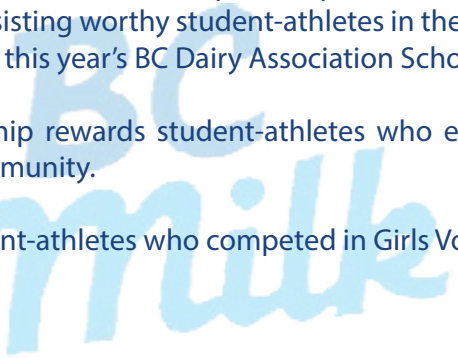 sisting worthy student-athletes in the
this year's BC Dairy Association Scho
hip rewards student-athletes who e
mmunity.
nt-athletes who competed in Girls Vo
BC
Milk